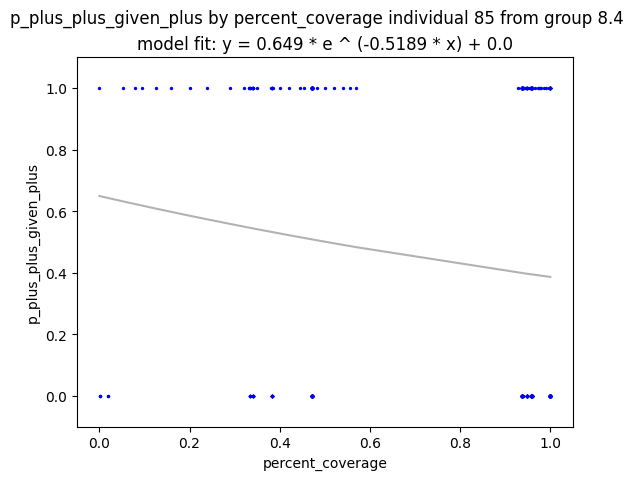 p_plus_plus_given_plus by percent_coverage individual 85 from group 8.4
model fit: y = 0.649 * e ^ (-0.5189 * x) + 0.0
1.0
0.8
0.6
0.4
0.2
0.0
p_plus_plus_given_plus
0.0 0.2 0.4 0.6 0.8 1.0
percent_coverage